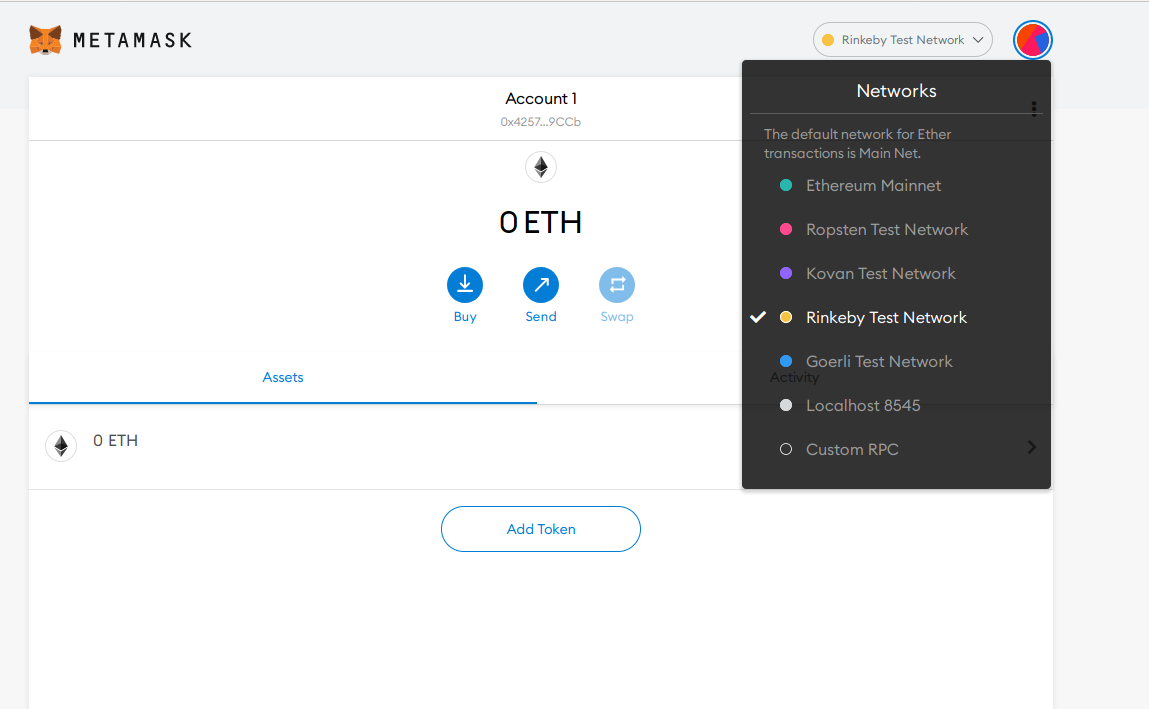 METAMASK
Rinkeby Test Network
Account 1
0x4257...9CCb
0 ETH
Buy
Send
Swap
Assets
Activity
0 ETH
Add Token
Networks
The default network for Ether
transactions is Main Net.
Ethereum Mainnet
Ropsten Test Network
Kovan Test Network
Rinkeby Test Network
Goerli Test Network
Localhost 8545
Custom RPC